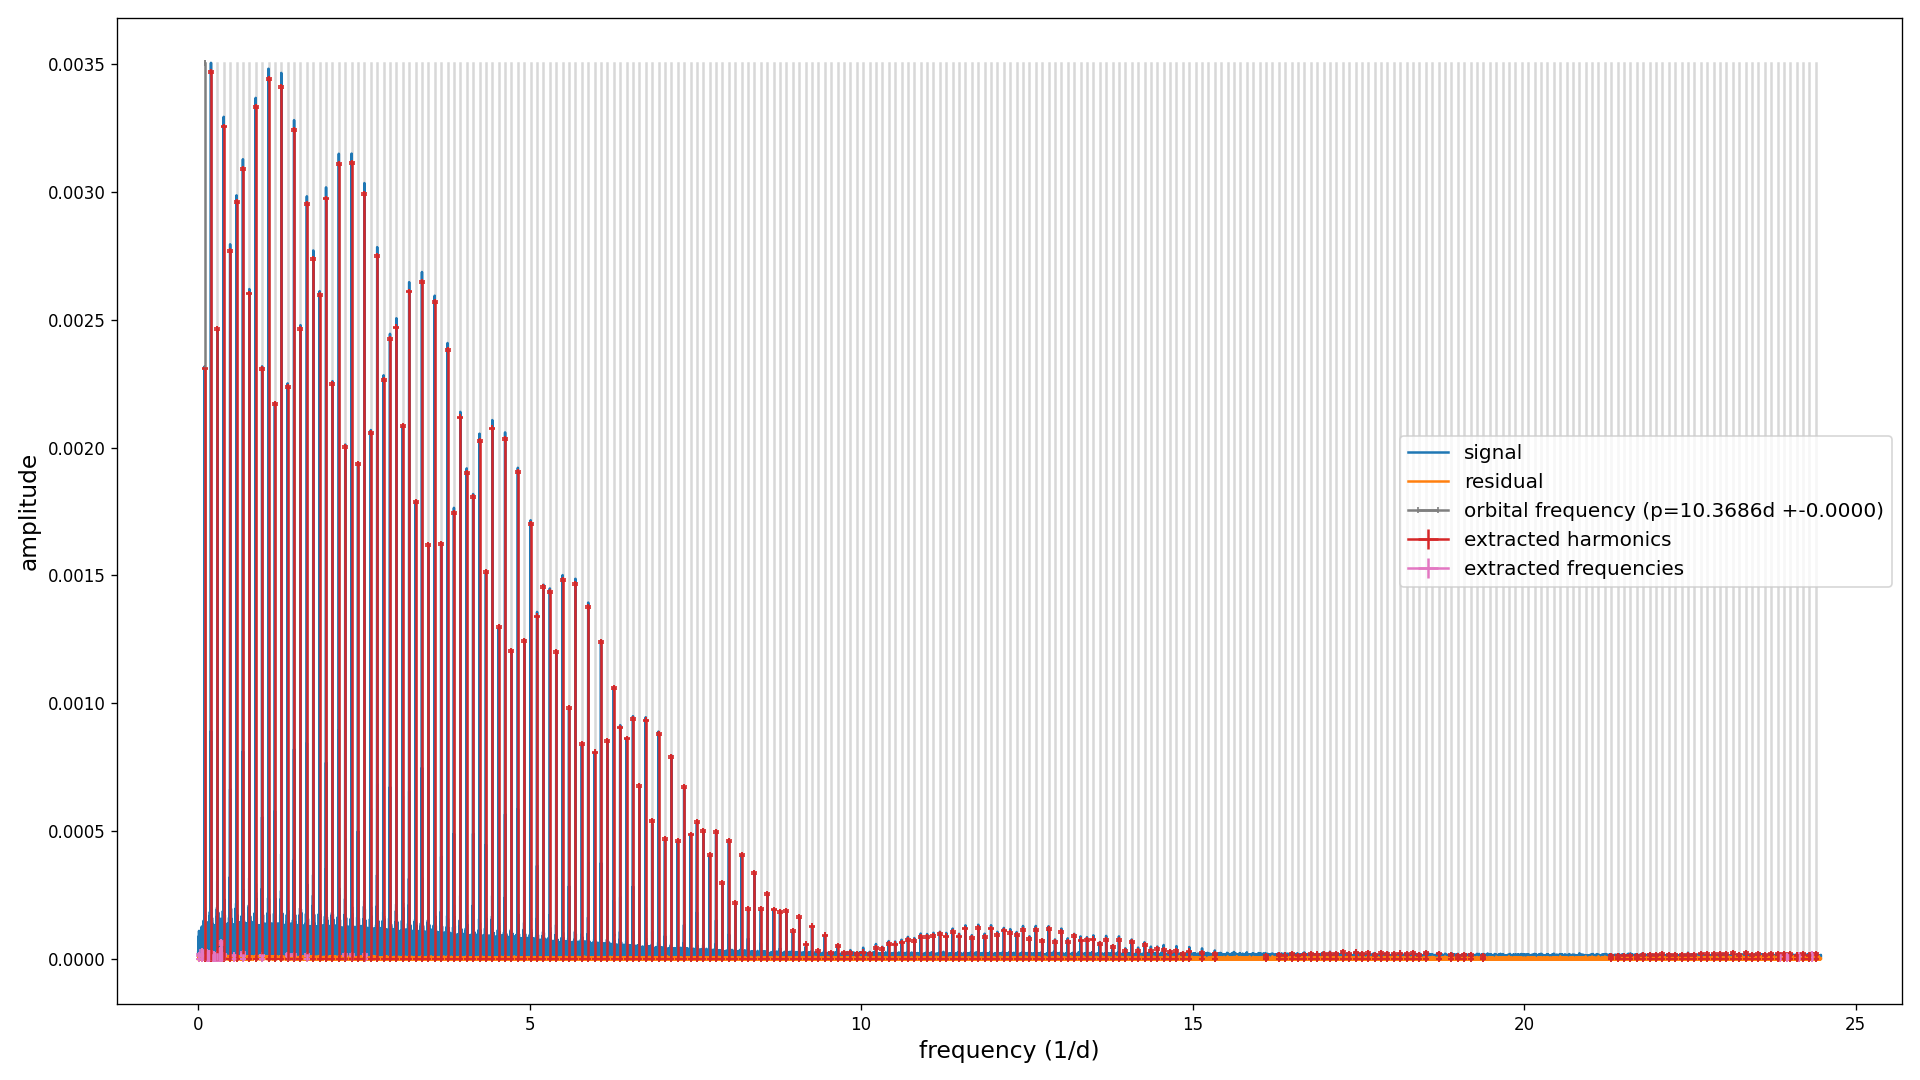 0.0035
0.0030
0.0025
0.0020
0.0015
0.0010
0.0005
0.0000
amplitude
signal
residual
orbital frequency (p=10.3686d +-0.0000)
extracted harmonics
extracted frequencies
0 5 10 15 20 25
frequency (1/d)